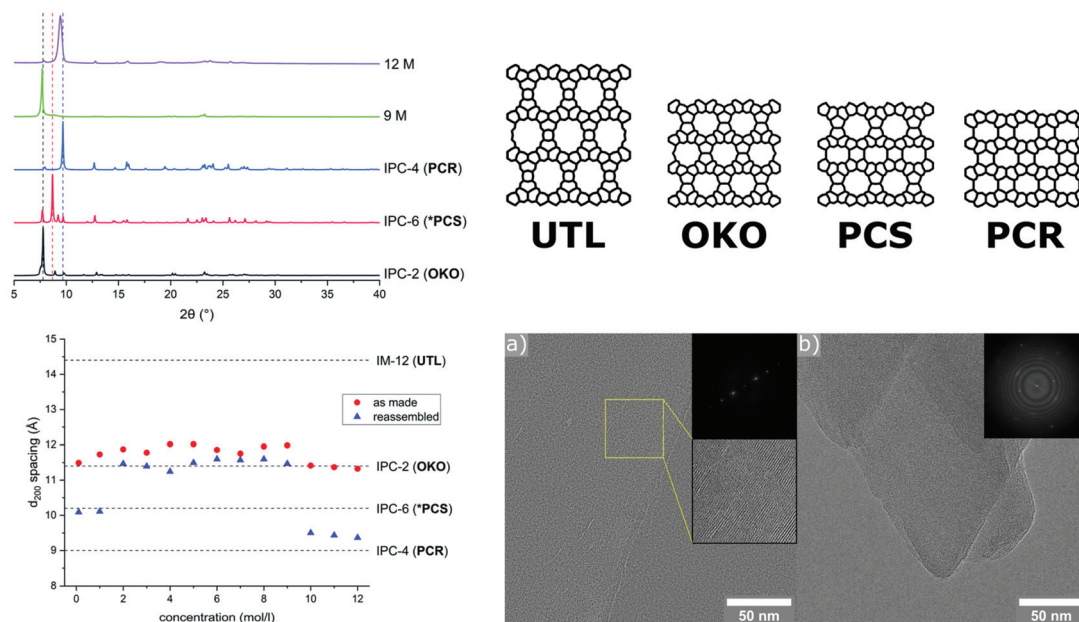 12 M
9 M
IPC-4 (PCR)
IPC-6 (*PCS)
IPC-2 (OKO)
5 10 15 20 25 30 35 40
2θ (°)
UTL OKO PCS PCR
d200 spacing (Å)
15
14
13
12
11
10
9
8
IM-12 (UTL)
as made
reassembled
IPC-2 (OKO)
IPC-6 (*PCS)
IPC-4 (PCR)
0 2 4 6 8 10 12
concentration (mol/l)
a)
50 nm
b)
50 nm